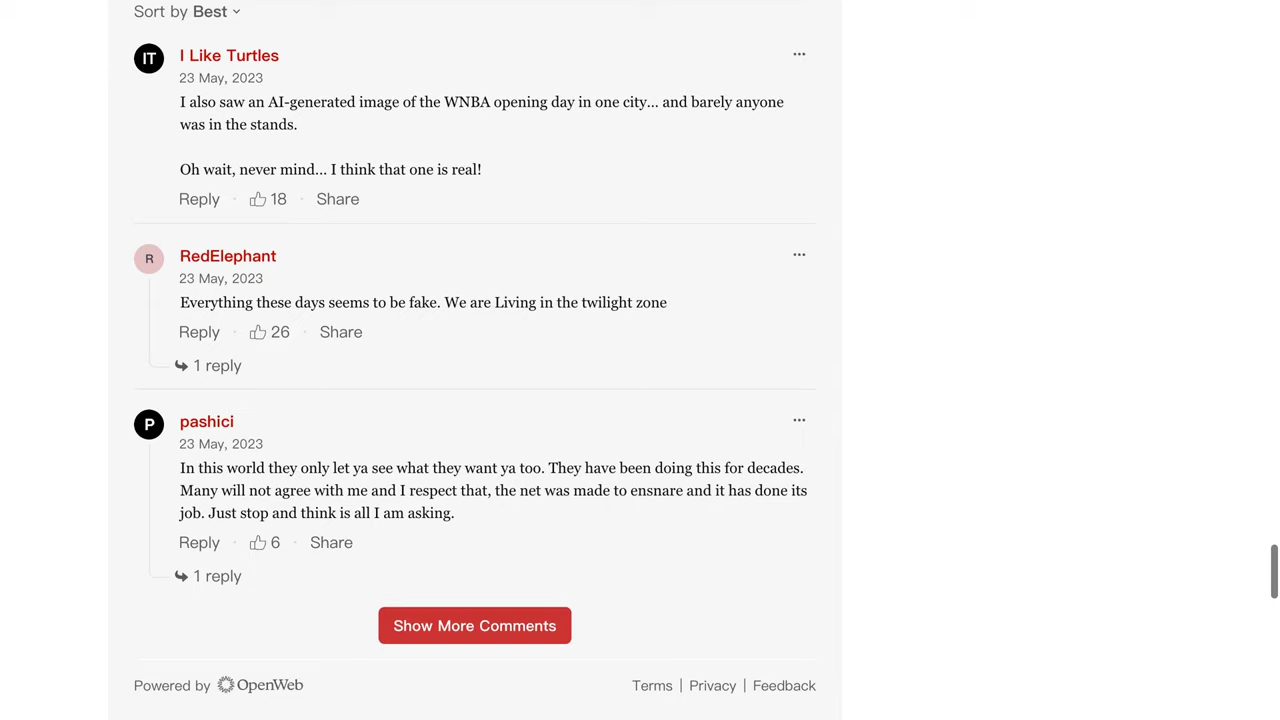 Sort by Best
IT
I Like Turtles
...
23 May, 2023
I also saw an AI-generated image of the WNBA opening day in one city... and barely anyone
was in the stands.
Oh wait, never mind... I think that one is real!
Reply · 18 · Share
R
RedElephant
...
23 May, 2023
Everything these days seems to be fake. We are Living in the twilight zone
Reply · 26 · Share
1 reply
P
pashici
...
23 May, 2023
In this world they only let ya see what they want ya too. They have been doing this for decades.
Many will not agree with me and I respect that, the net was made to ensnare and it has done its
job. Just stop and think is all I am asking.
Reply · 6 · Share
1 reply
Show More Comments
Powered by OpenWeb
Terms | Privacy | Feedback